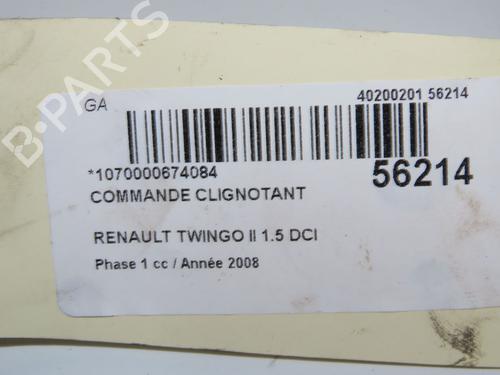 GA
40200201 56214
*1070000674084
56214
COMMANDE CLIGNOTANT
RENAULT TWINGO II 1.5 DCI
Phase 1 cc / Année 2008
B-PARTS